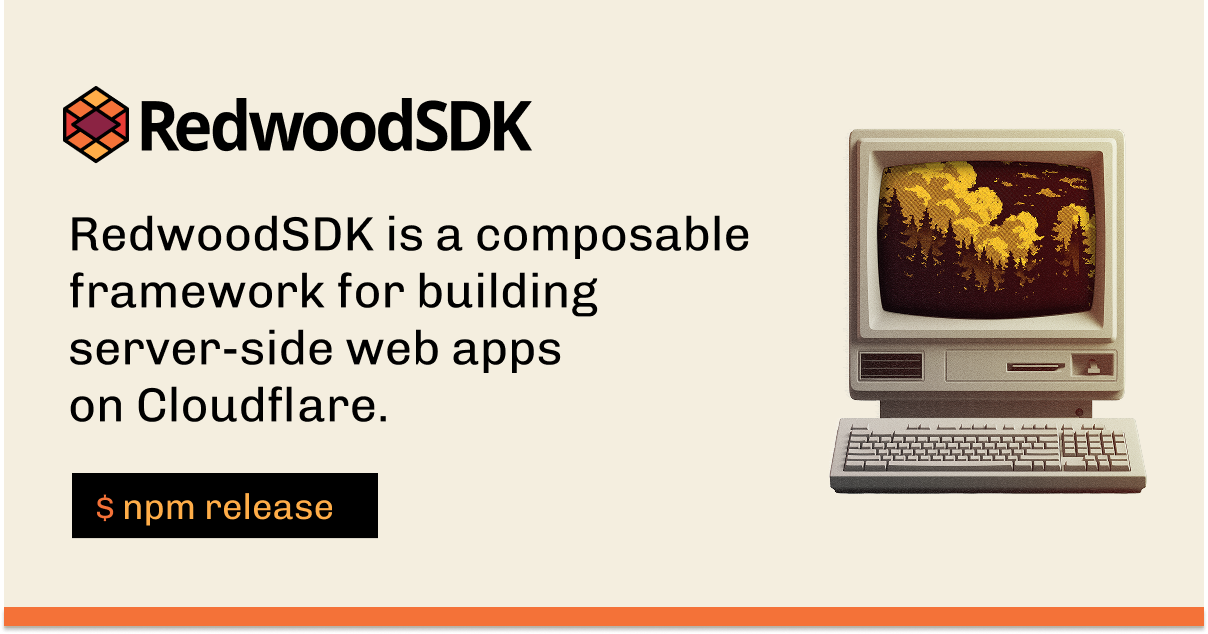 RedwoodSDK
RedwoodSDK is a composable
framework for building
server-side web apps
on Cloudflare.
$ npm release